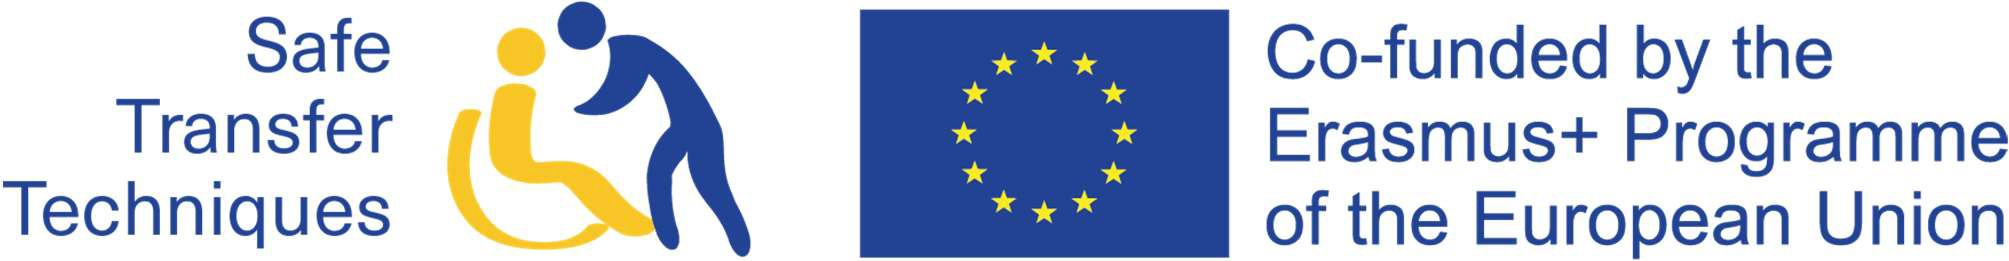 Safe
Transfer
Techniques
Co-funded by the
Erasmus+ Programme
of the European Union